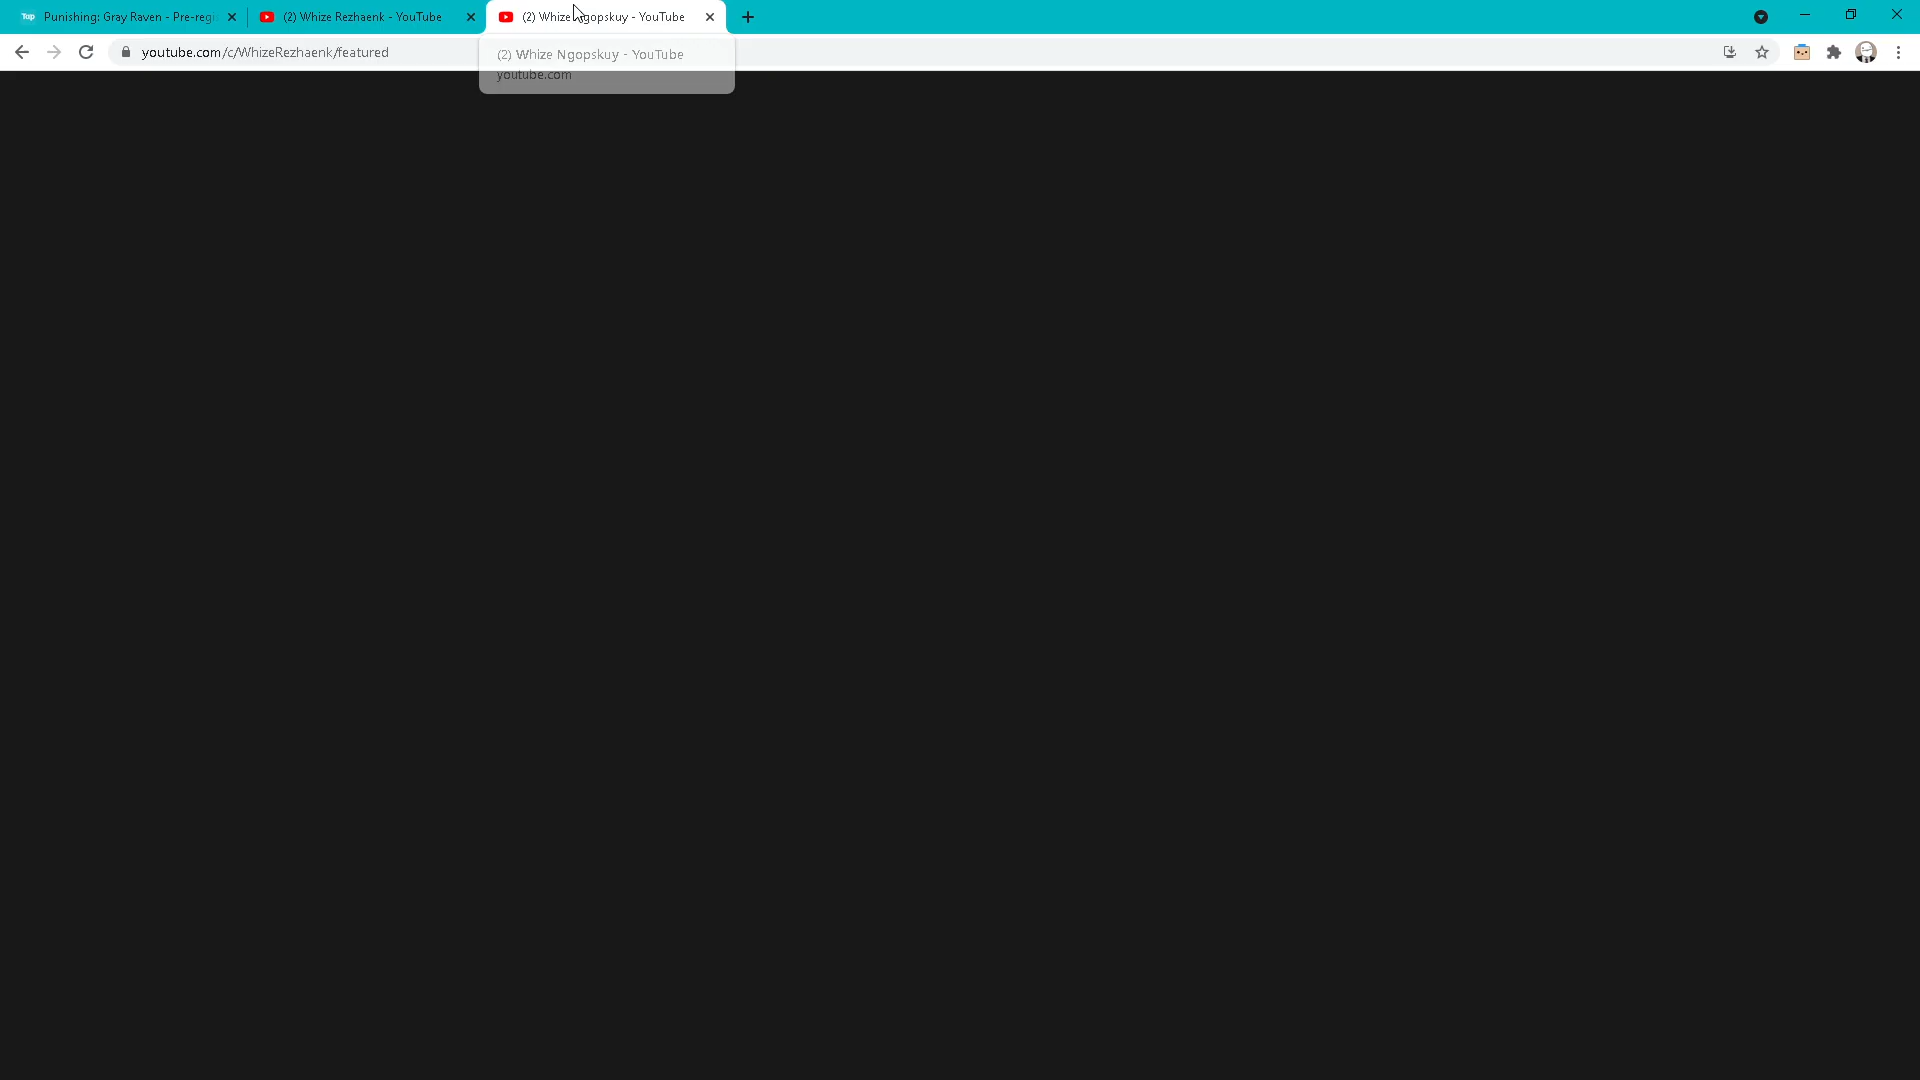 Tap Punishing: Gray Raven - Pre-regi
(2) Whize Rezhaenk - YouTube
(2) Whize Ngopskuy - YouTube
youtube.com/c/WhizeRezhaenk/featured
(2) Whize Ngopskuy - YouTube
youtube.com